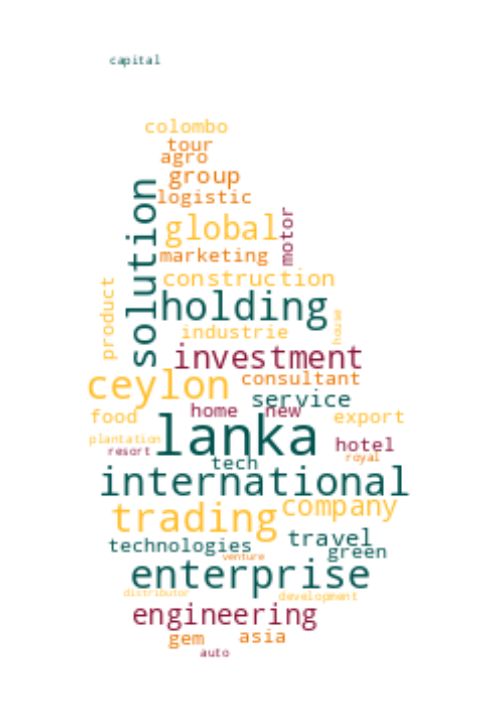 capital
colombo
tour
agro
group
logistic
solution
global
motor
marketing
construction
product
holding
industrie
house
investment
ceylon
consultant
service
home
new
food
export
lanka
plantation
resort
hotel
tech
royal
international
trading
company
travel
technologies
green
venture
enterprise
distributor
development
engineering
gem
asia
auto